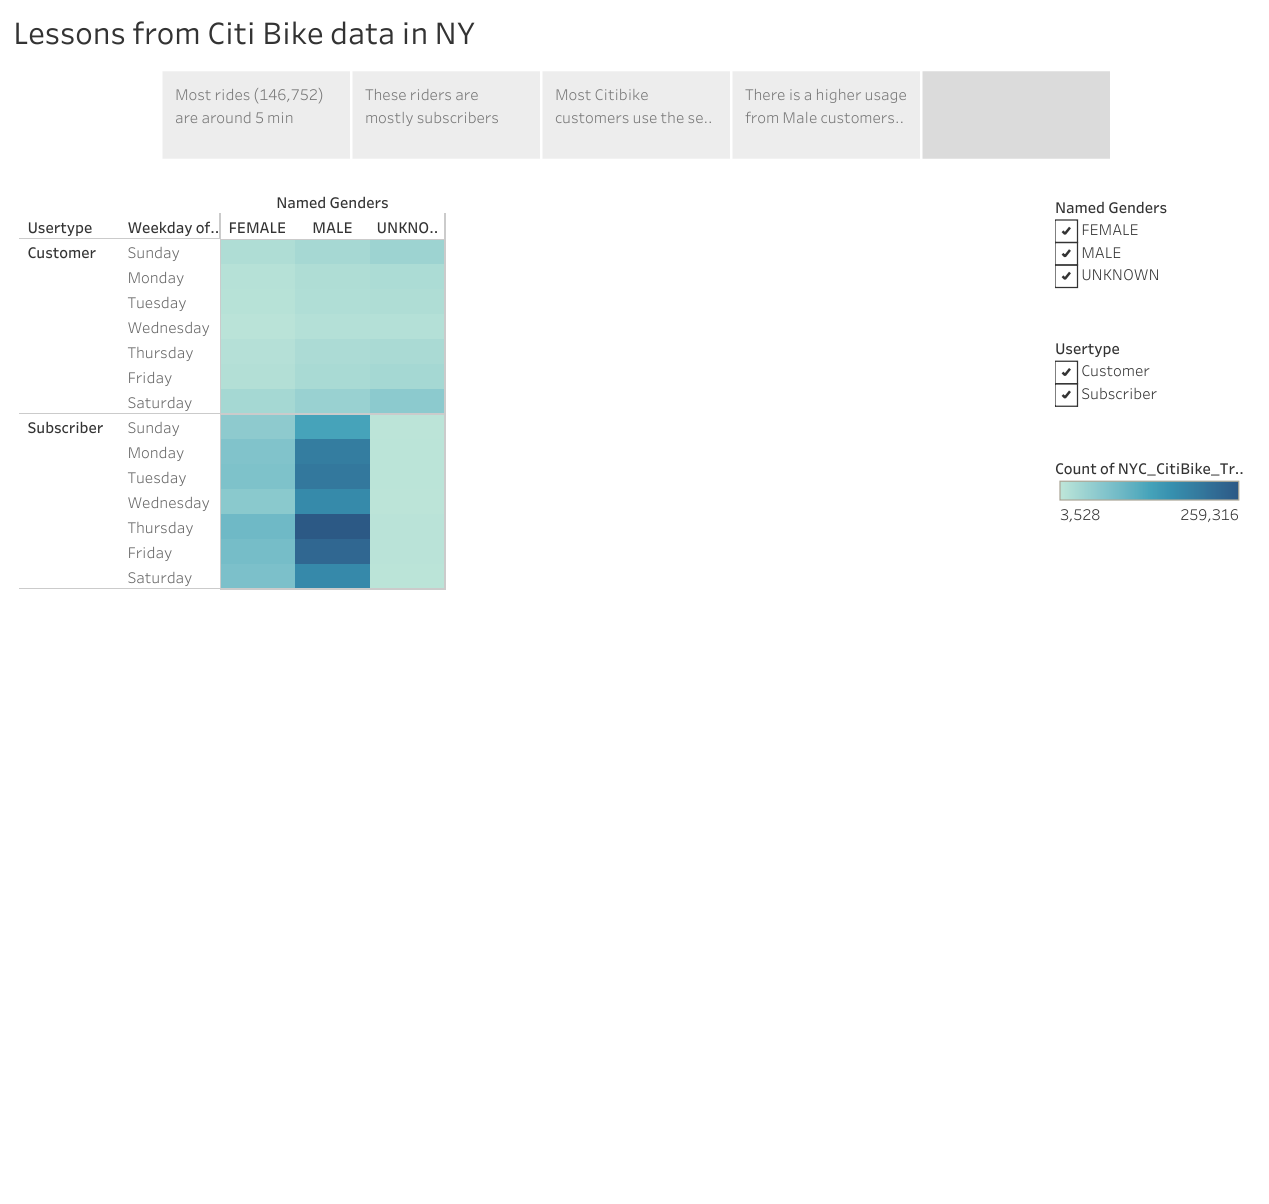 Lessons from Citi Bike data in NY
Most rides (146,752)
are around 5 min
These riders are
mostly subscribers
Most Citibike
customers use the se..
There is a higher usage
from Male customers..
Named Genders
Usertype
Weekday of..
FEMALE
MALE
UNKNO..
Customer
Sunday
Monday
Tuesday
Wednesday
Thursday
Friday
Saturday
Subscriber
Sunday
Monday
Tuesday
Wednesday
Thursday
Friday
Saturday
Named Genders
FEMALE
MALE
UNKNOWN
Usertype
Customer
Subscriber
Count of NYC_CitiBike_Tr..
3,528
259,316